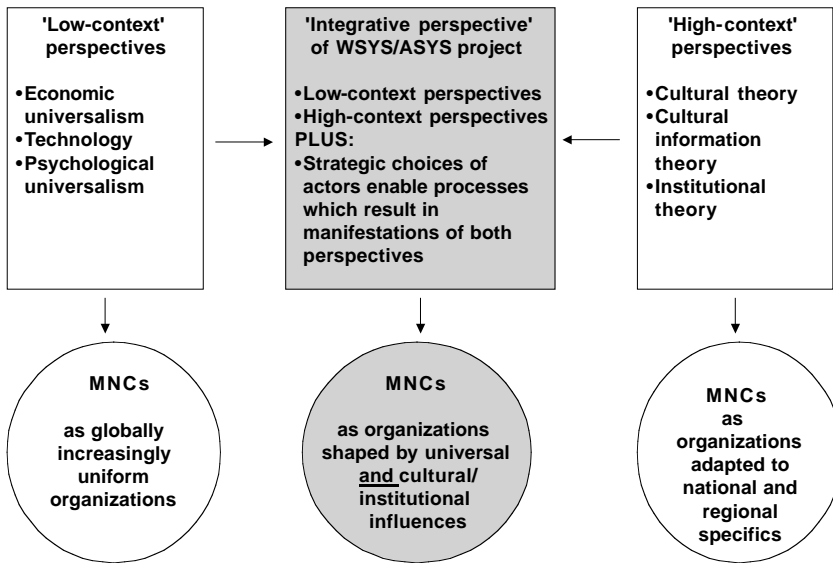 'Low-context'
perspectives
•Economic
universalism
•Technology
•Psychological
universalism
'Integrative perspective'
of WSYS/ASYS project
•Low-context perspectives
•High-context perspectives
PLUS:
•Strategic choices of
actors enable processes
which result in
manifestations of both
perspectives
'High-context'
perspectives
•Cultural theory
•Cultural
information
theory
•Institutional
theory
MNCs
as globally
increasingly
uniform
organizations
MNCs
as organizations
shaped by universal
and cultural/
institutional
influences
MNCs
as
organizations
adapted to
national and
regional
specifics